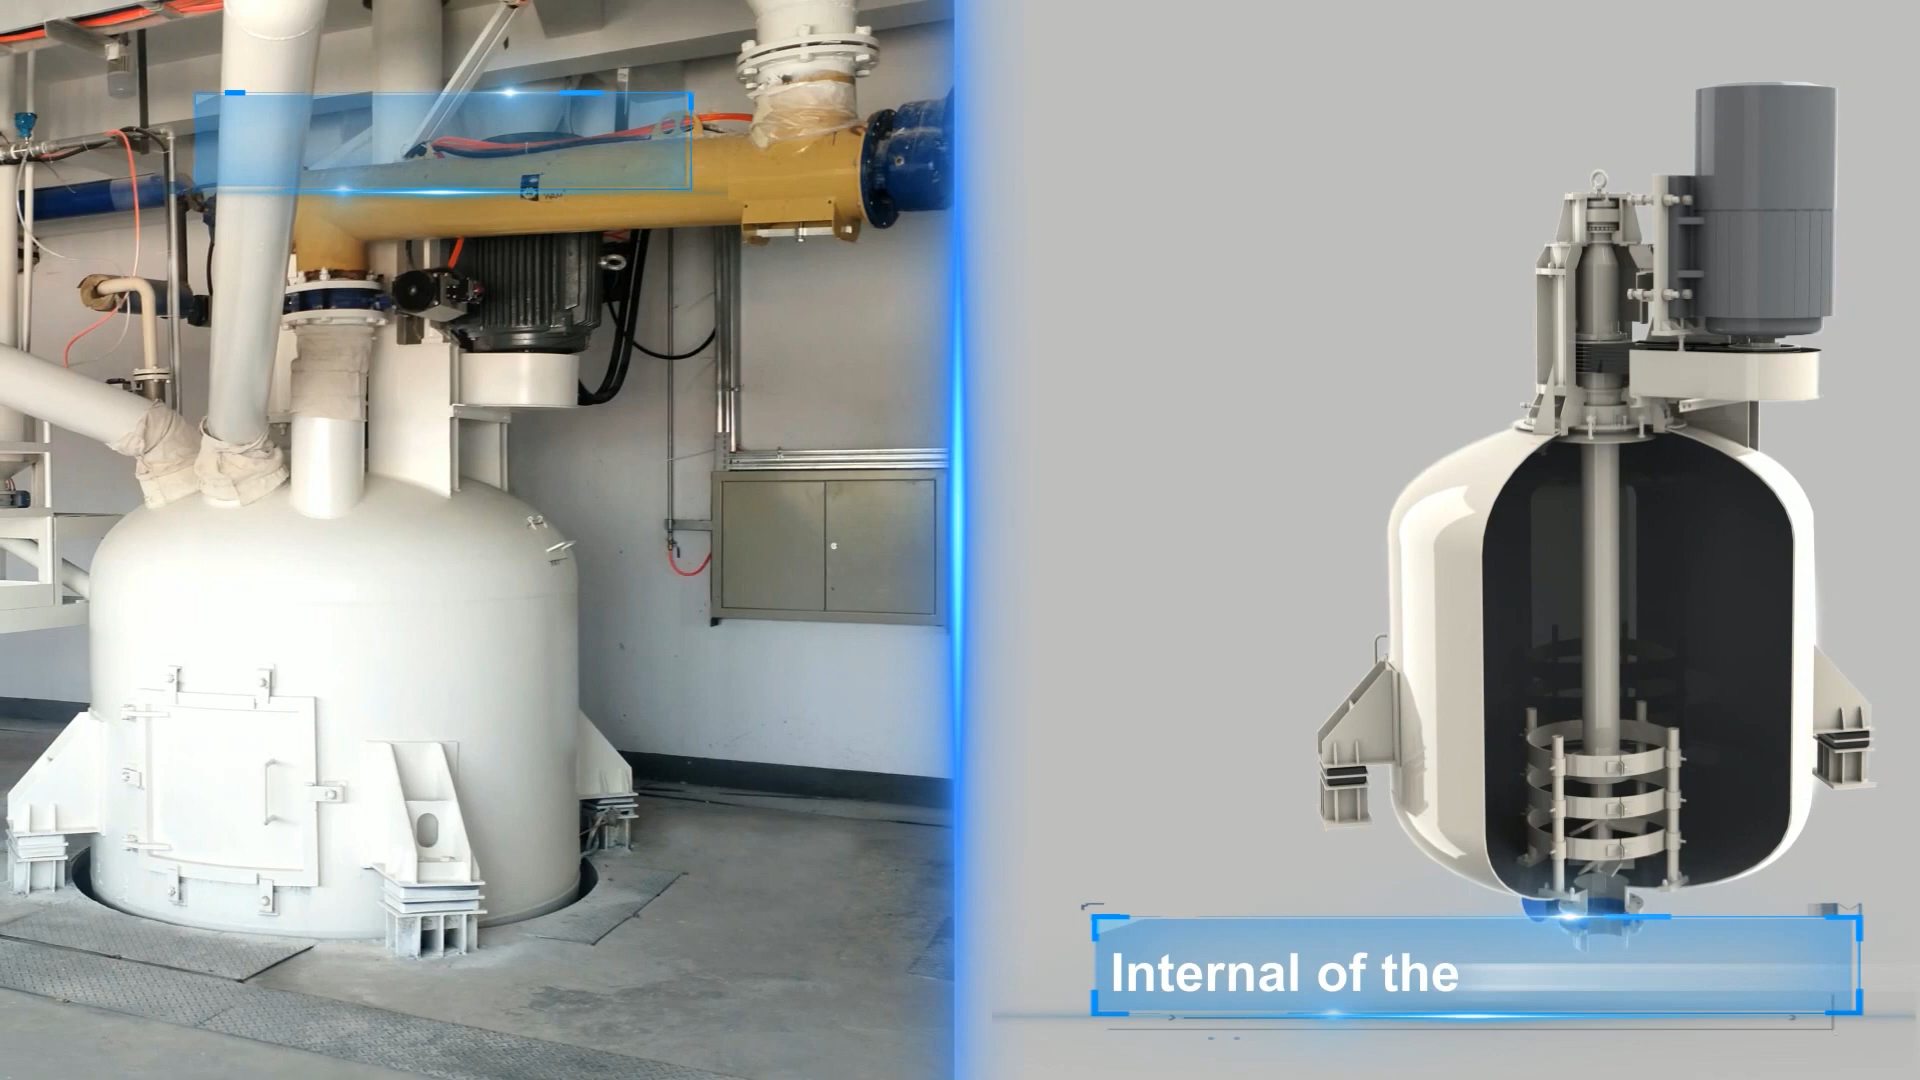 Internal of the